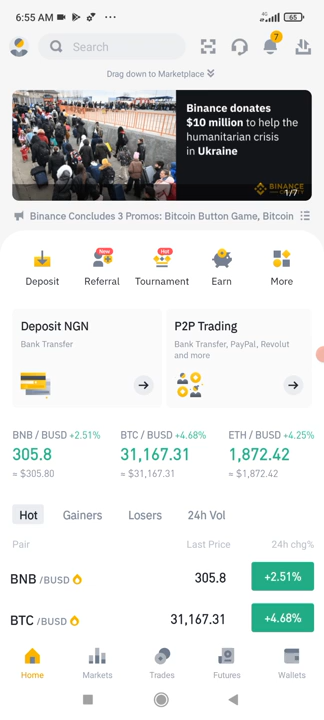 6:55 AM
4G
65
7
Search
Drag down to Marketplace
Binance donates
$10 million to help the
humanitarian crisis
in Ukraine
BINANCE
1/7
Binance Concludes 3 Promos: Bitcoin Button Game, Bitcoin
New
Hot
Deposit
Referral
Tournament
Earn
More
Deposit NGN
Bank Transfer
P2P Trading
Bank Transfer, PayPal, Revolut
and more
BNB / BUSD +2.51%
305.8
≈ $305.80
BTC / BUSD +4.68%
31,167.31
≈ $31,167.31
ETH / BUSD +4.25%
1,872.42
≈ $1,872.42
Hot
Gainers
Losers
24h Vol
Pair
Last Price
24h chg%
BNB /BUSD
305.8
+2.51%
BTC /BUSD
31,167.31
+4.68%
Home
Markets
Trades
Futures
Wallets